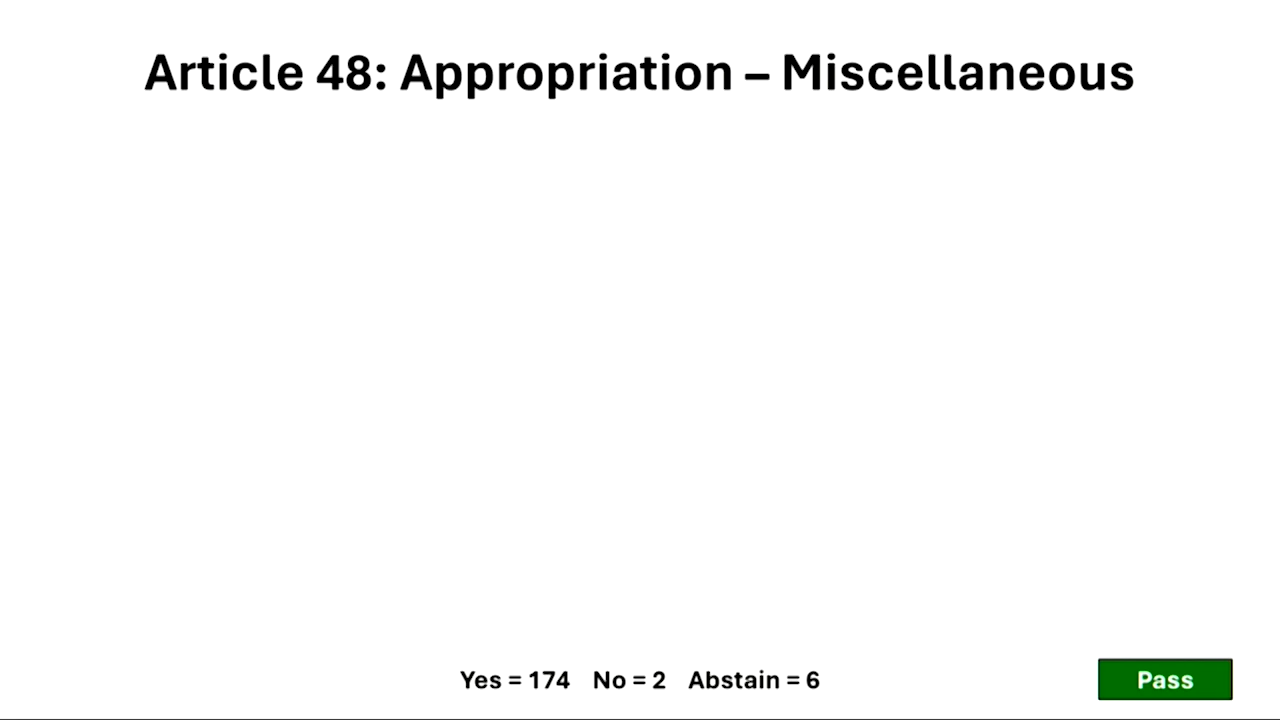 Article 48: Appropriation – Miscellaneous
Yes = 174 No = 2 Abstain = 6
Pass